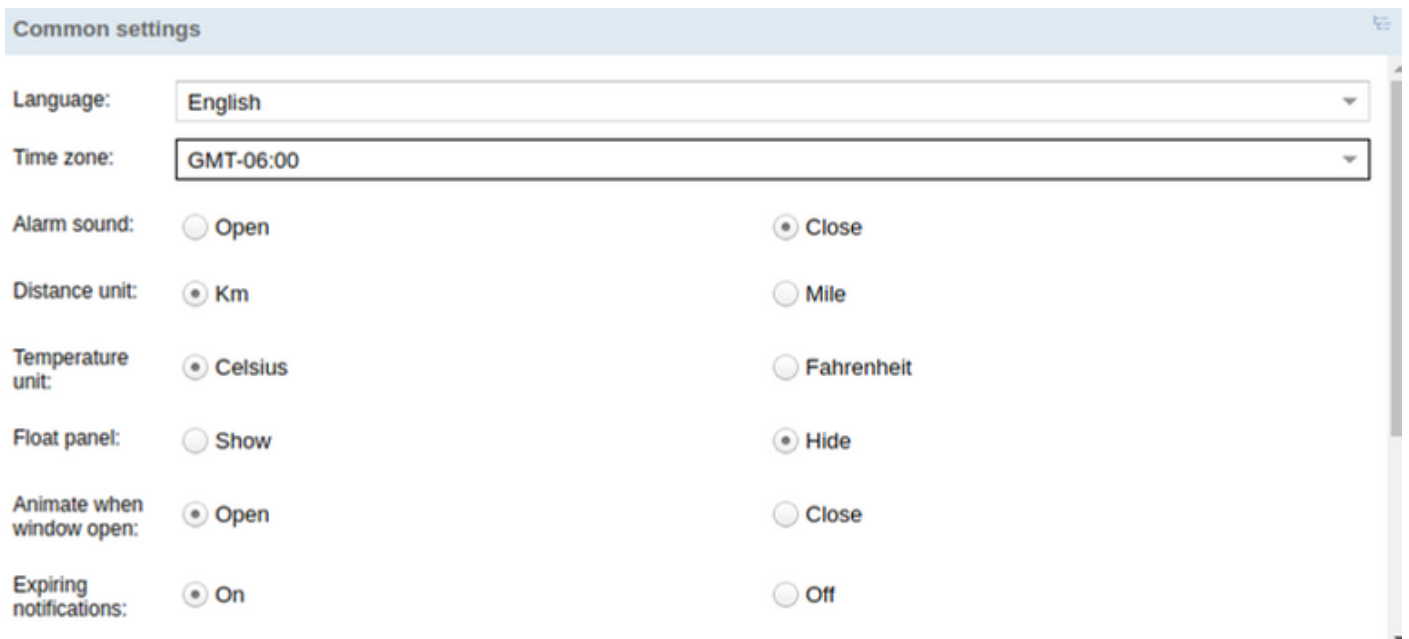 Common settings
Language: English
Time zone: GMT-06:00
Alarm sound: Open Close
Distance unit: Km Mile
Temperature
unit: Celsius Fahrenheit
Float panel: Show Hide
Animate when
window open: Open Close
Expiring
notifications: On Off